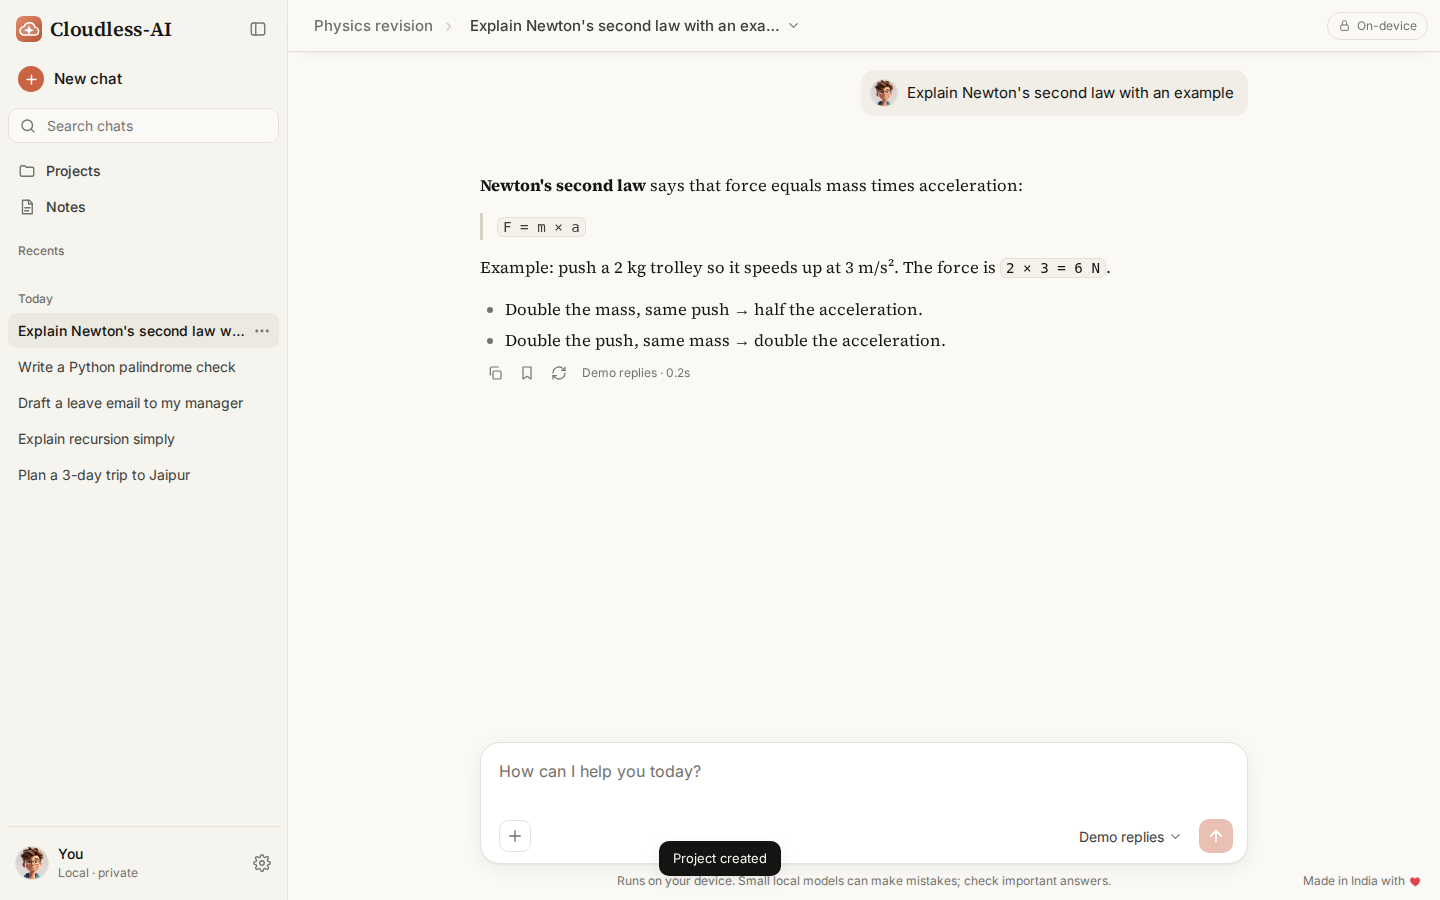 Cloudless-AI
New chat
Search chats
Projects
Notes
Recents
Today
Explain Newton's second law w...
Write a Python palindrome check
Draft a leave email to my manager
Explain recursion simply
Plan a 3-day trip to Jaipur
You
Local · private
Physics revision
Explain Newton's second law with an exa...
On-device
Explain Newton's second law with an example
Newton's second law says that force equals mass times acceleration:
F = m × a
Example: push a 2 kg trolley so it speeds up at 3 m/s². The force is 2 × 3 = 6 N.
Double the mass, same push → half the acceleration.
Double the push, same mass → double the acceleration.
Demo replies · 0.2s
How can I help you today?
Demo replies
Project created
Runs on your device. Small local models can make mistakes; check important answers.
Made in India with